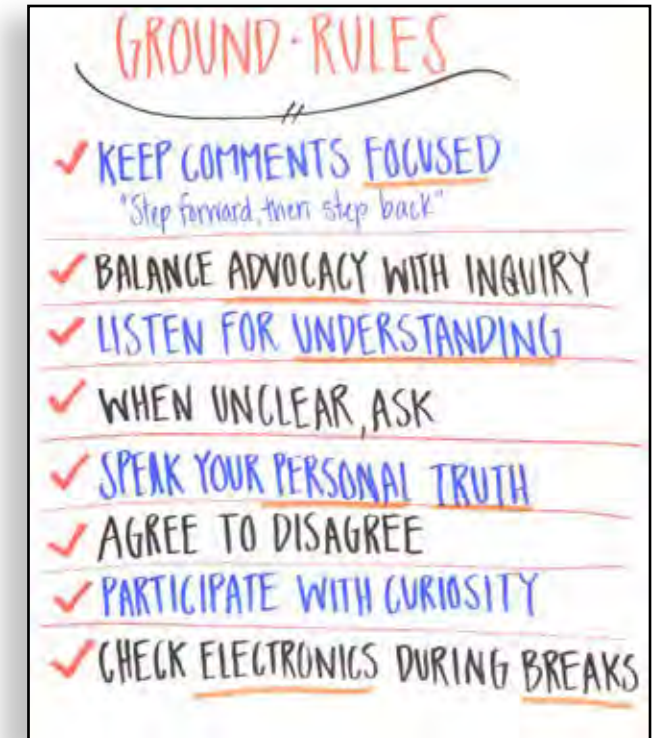 GROUND·RULES
KEEP COMMENTS FOCUSED
"Step forward, then step back"
BALANCE ADVOCACY WITH INQUIRY
LISTEN FOR UNDERSTANDING
WHEN UNCLEAR, ASK
SPEAK YOUR PERSONAL TRUTH
AGREE TO DISAGREE
PARTICIPATE WITH CURIOSITY
CHECK ELECTRONICS DURING BREAKS